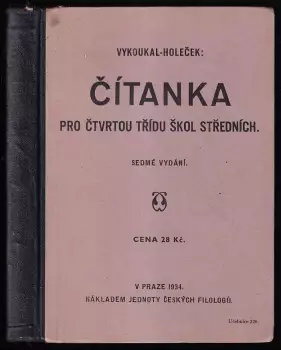 VYKOUKAL-HOLEČEK:
ČÍTANKA
PRO ČTVRTOU TŘÍDU ŠKOL STŘEDNÍCH.
SEDMÉ VYDÁNÍ.
CENA 28 Kč.
V PRAZE 1934.
NÁKLADEM JEDNOTY ČESKÝCH FILOLOGŮ.